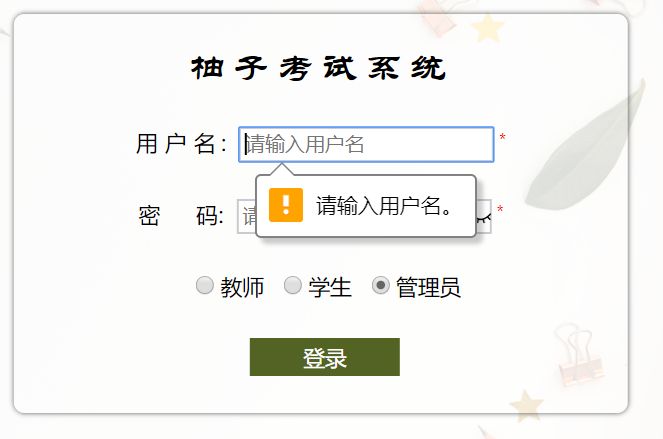 柚子考试系统
用户名: 请输入用户名 *
请输入用户名。
密 码: 请 *
教师 学生 管理员
登录